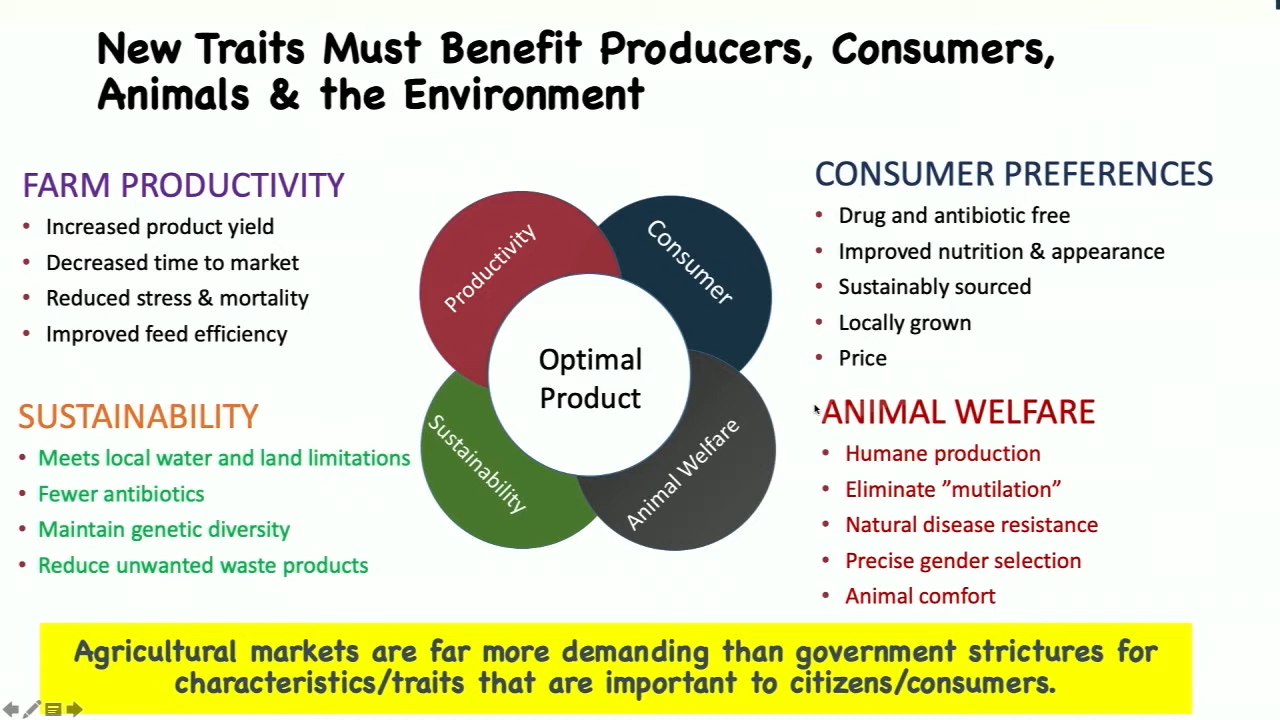 New Traits Must Benefit Producers, Consumers,
Animals & the Environment
FARM PRODUCTIVITY
• Increased product yield
• Decreased time to market
• Reduced stress & mortality
• Improved feed efficiency
SUSTAINABILITY
• Meets local water and land limitations
• Fewer antibiotics
• Maintain genetic diversity
• Reduce unwanted waste products
Productivity
Consumer
Optimal
Product
Sustainability
Animal Welfare
CONSUMER PREFERENCES
• Drug and antibiotic free
• Improved nutrition & appearance
• Sustainably sourced
• Locally grown
• Price
ANIMAL WELFARE
• Humane production
• Eliminate ”mutilation”
• Natural disease resistance
• Precise gender selection
• Animal comfort
Agricultural markets are far more demanding than government strictures for
characteristics/traits that are important to citizens/consumers.